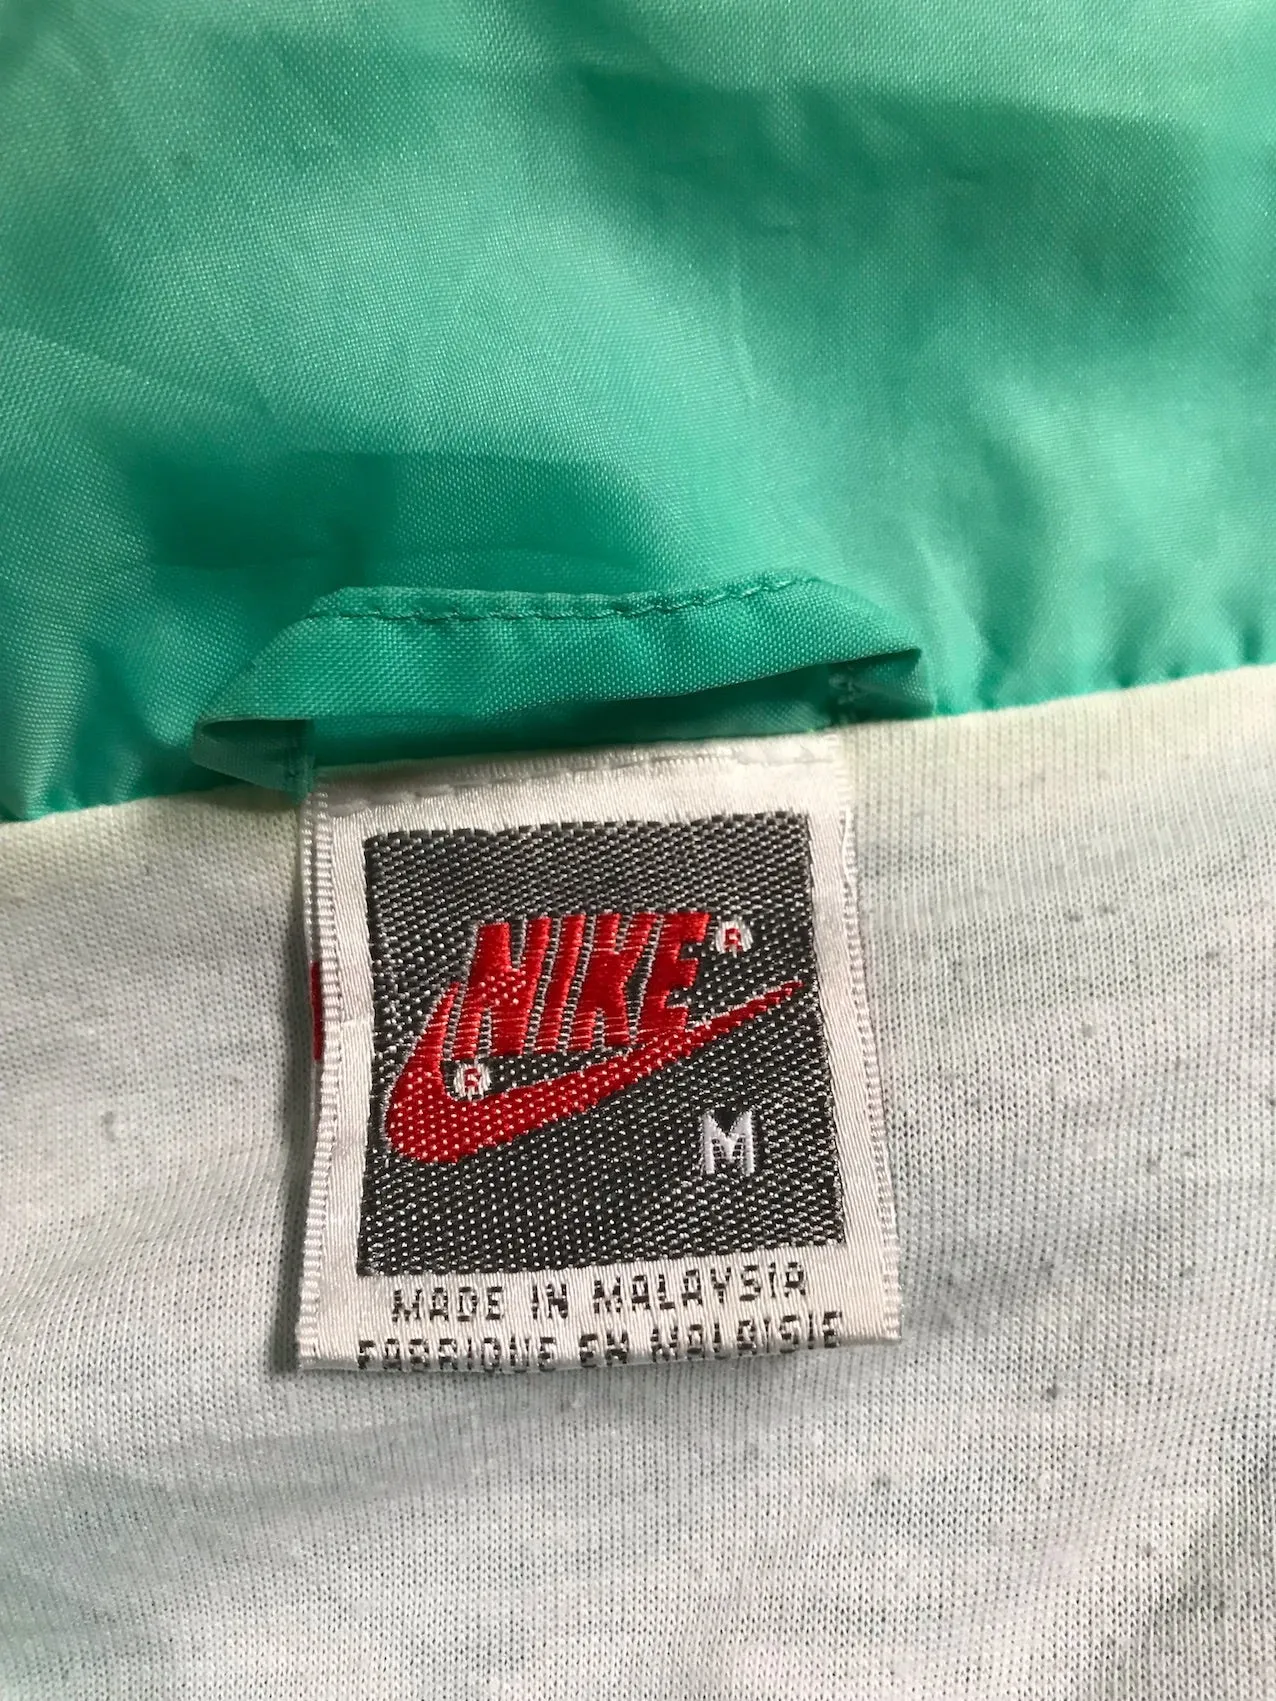 NIKE®
®
M
MADE IN MALAYSIA
FABRIQUE EN MALAISIE